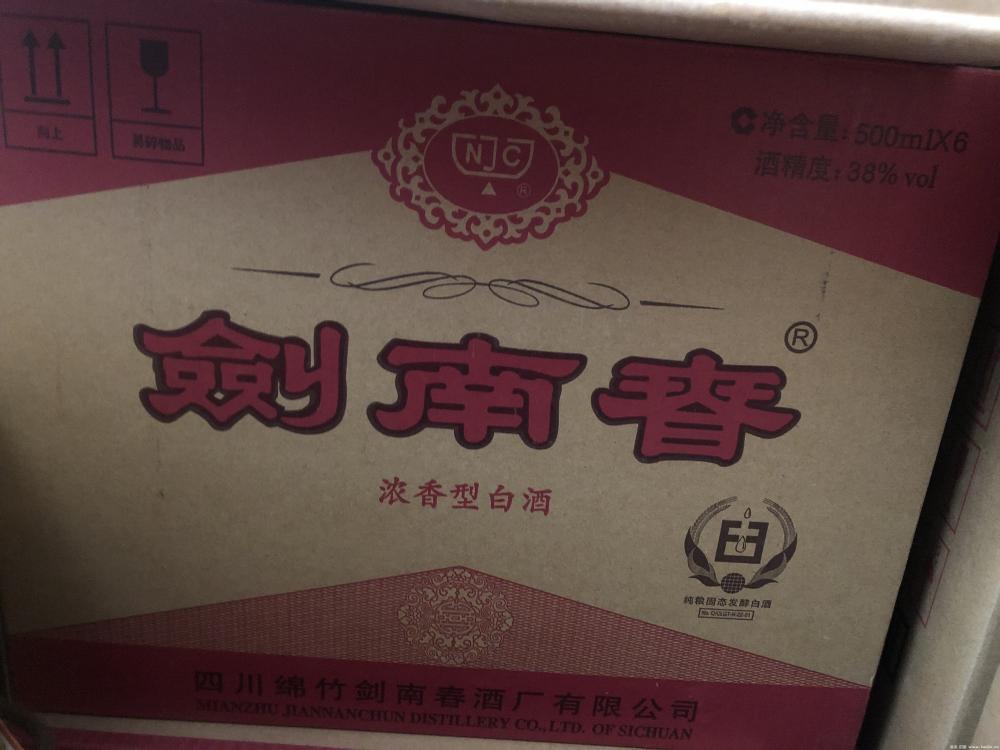 向上
易碎物品
NJC
®
净含量:500mlX6
酒精度:38% vol
劍南春®
浓香型白酒
纯粮固态发酵白酒
四川绵竹剑南春酒厂有限公司
MIANZHU JIANNANCHUN DISTILLERY CO.,LTD. OF SICHUAN